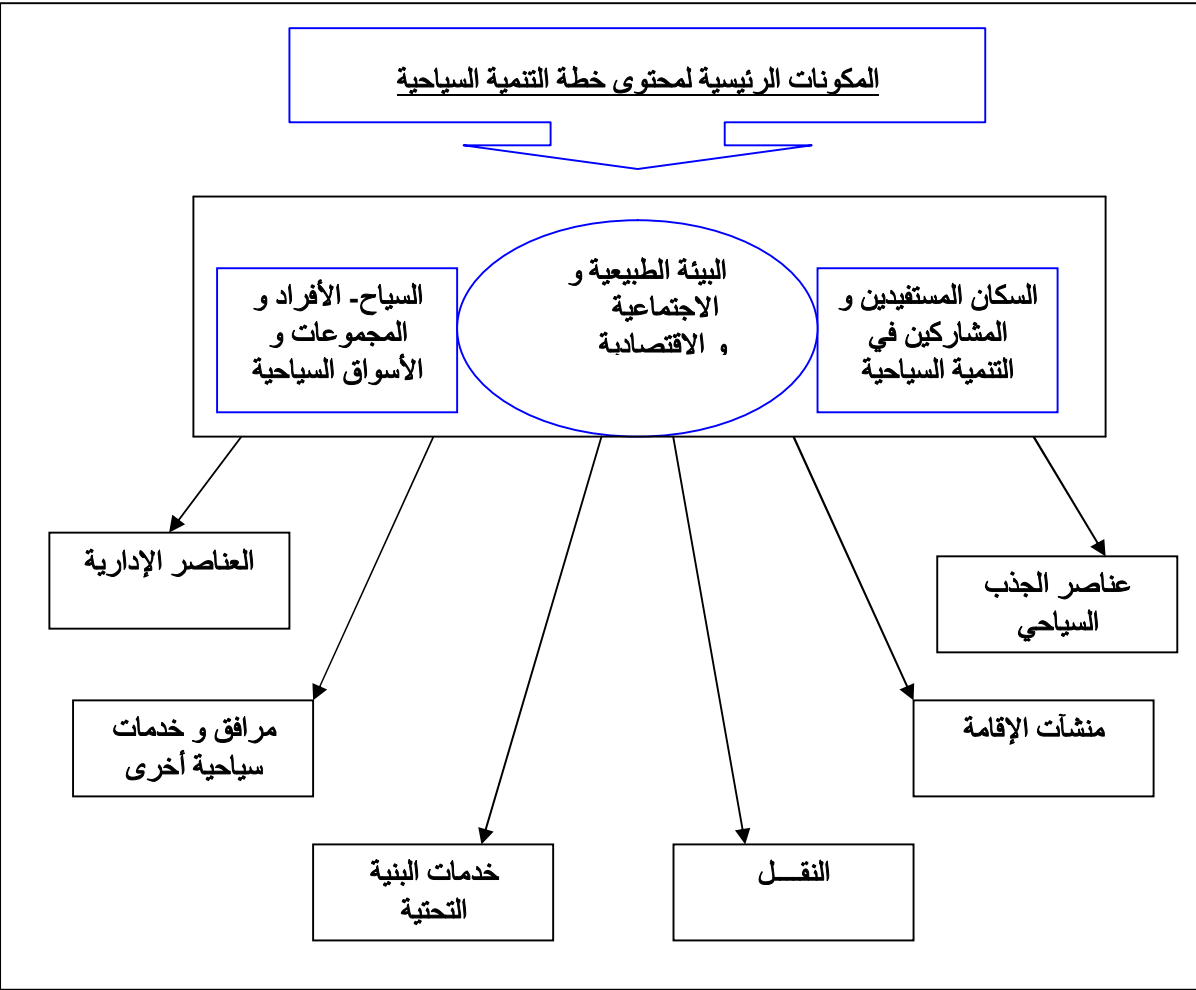 المكونات الرئيسية لمحتوى خطة التنمية السياحية
السكان المستفيدين و
المشاركين في
التنمية السياحية
البيئة الطبيعية و
الاجتماعية
و الاقتصادية
السياح- الأفراد و
المجموعات و
الأسواق السياحية
عناصر الجذب
السياحي
منشآت الإقامة
النقـــل
خدمات البنية
التحتية
مرافق و خدمات
سياحية أخرى
العناصر الإدارية